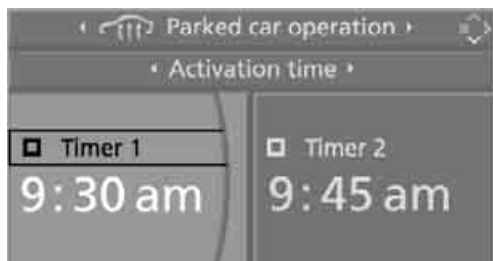 Parked car operation
Activation time
Timer 1
9:30 am
Timer 2
9:45 am